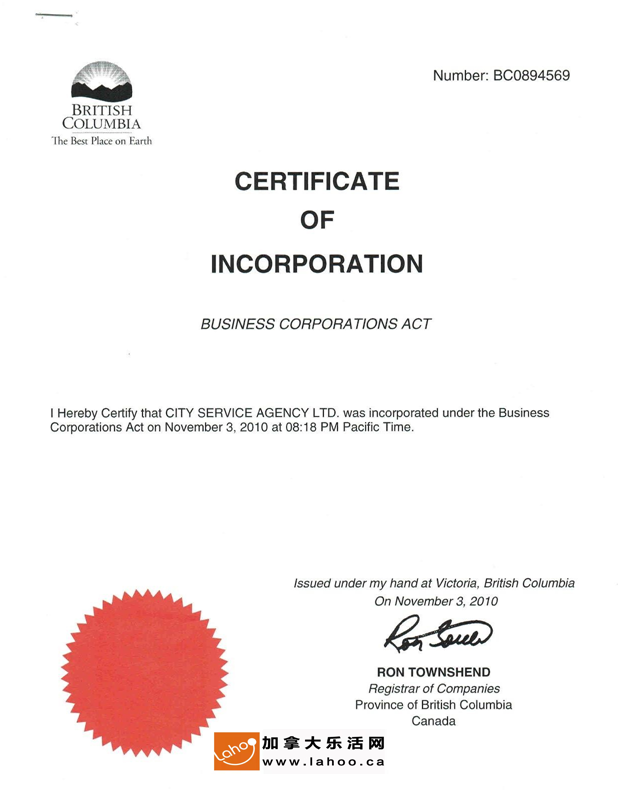 Number: BC0894569
BRITISH
COLUMBIA
The Best Place on Earth
CERTIFICATE
OF
INCORPORATION
BUSINESS CORPORATIONS ACT
I Hereby Certify that CITY SERVICE AGENCY LTD. was incorporated under the Business
Corporations Act on November 3, 2010 at 08:18 PM Pacific Time.
Issued under my hand at Victoria, British Columbia
On November 3, 2010
RON TOWNSHEND
Registrar of Companies
Province of British Columbia
Canada
Lahoo
加拿大乐活网
www.lahoo.ca